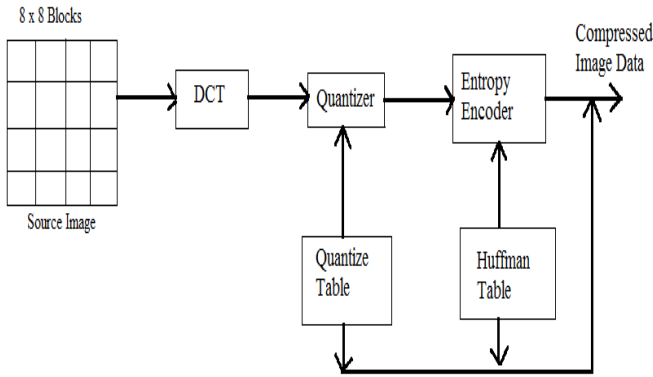 8 x 8 Blocks
Source Image
DCT
Quantizer
Entropy
Encoder
Compressed
Image Data
Quantize
Table
Huffman
Table